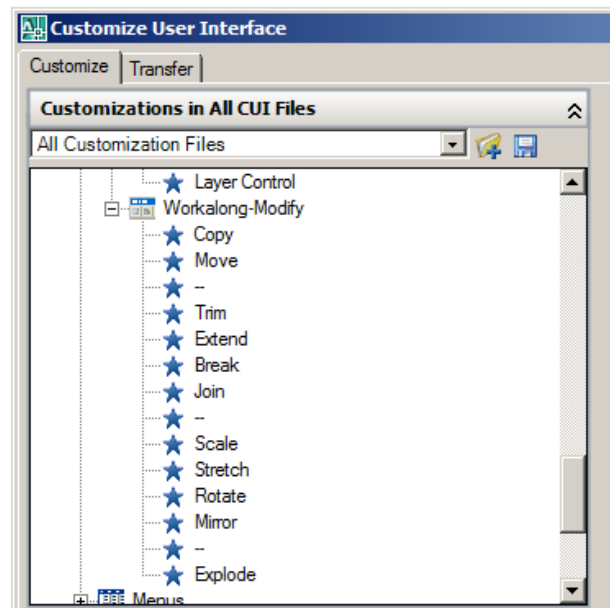 Customize User Interface
Customize Transfer
Customizations in All CUI Files
All Customization Files
Layer Control
Workalong-Modify
Copy
Move
--
Trim
Extend
Break
Join
--
Scale
Stretch
Rotate
Mirror
--
Explode
Menus